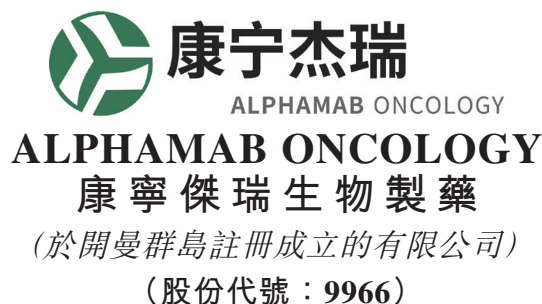 康宁杰瑞
ALPHAMAB ONCOLOGY
ALPHAMAB ONCOLOGY
康寧傑瑞生物製藥
(於開曼群島註冊成立的有限公司)
(股份代號：9966)